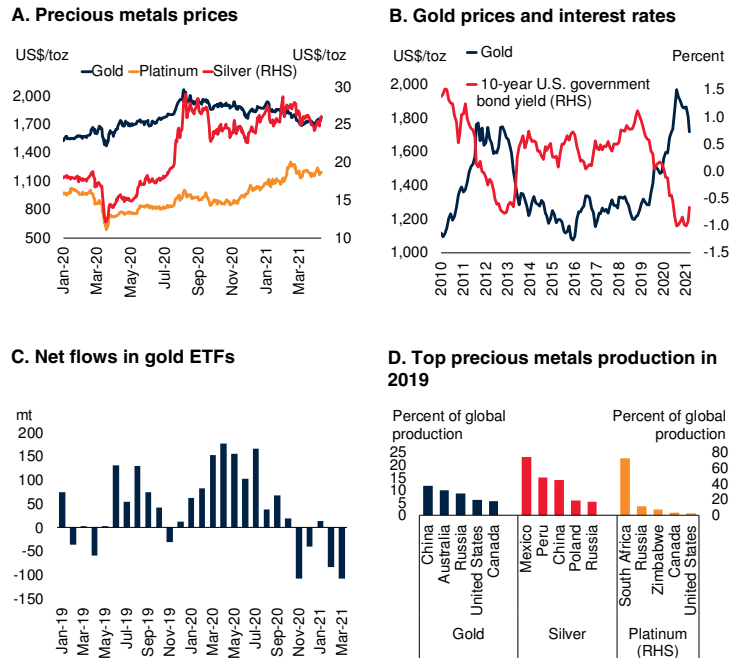 A. Precious metals prices
US$/toz
US$/toz
Gold
Platinum
Silver (RHS)
2,000
1,700
1,400
1,100
800
500
30
25
20
15
10
Jan-20
Mar-20
May-20
Jul-20
Sep-20
Nov-20
Jan-21
Mar-21
B. Gold prices and interest rates
US$/toz
Percent
Gold
10-year U.S. government
bond yield (RHS)
2,000
1,800
1,600
1,400
1,200
1,000
1.5
1.0
0.5
0.0
-0.5
-1.0
-1.5
2010
2011
2012
2013
2014
2015
2016
2017
2018
2019
2020
2021
C. Net flows in gold ETFs
mt
200
150
100
50
0
-50
-100
-150
Jan-19
Mar-19
May-19
Jul-19
Sep-19
Nov-19
Jan-20
Mar-20
May-20
Jul-20
Sep-20
Nov-20
Jan-21
Mar-21
D. Top precious metals production in
2019
Percent of global
production
Percent of global
production
25
20
15
10
5
0
80
60
40
20
0
China
Australia
Russia
United States
Canada
Mexico
Peru
China
Poland
Russia
South Africa
Russia
Zimbabwe
Canada
United States
Gold
Silver
Platinum
(RHS)